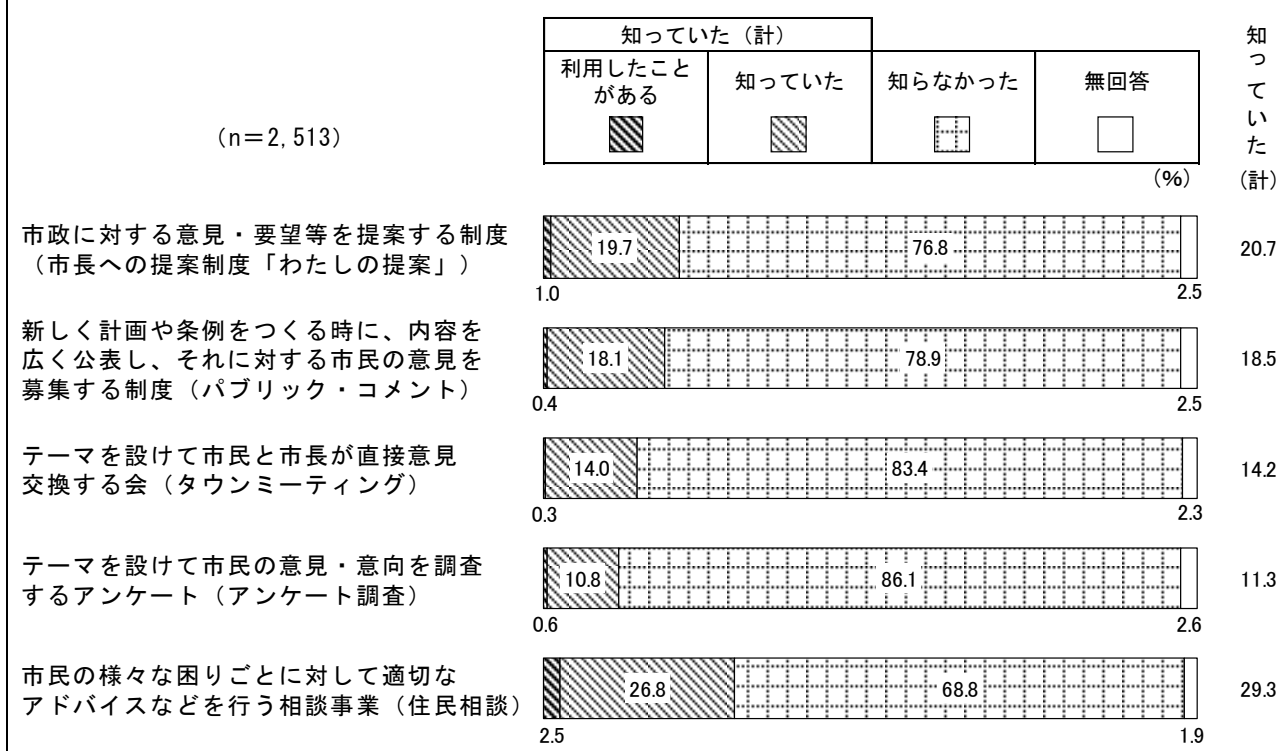 知っていた（計）
利用したこと
がある
知っていた
知らなかった
無回答
知っていた
（計）
（n＝2,513）
（%）
市政に対する意見・要望等を提案する制度
（市長への提案制度「わたしの提案」）
19.7
76.8
1.0
2.5
20.7
新しく計画や条例をつくる時に、内容を
広く公表し、それに対する市民の意見を
募集する制度（パブリック・コメント）
18.1
78.9
0.4
2.5
18.5
テーマを設けて市民と市長が直接意見
交換する会（タウンミーティング）
14.0
83.4
0.3
2.3
14.2
テーマを設けて市民の意見・意向を調査
するアンケート（アンケート調査）
10.8
86.1
0.6
2.6
11.3
市民の様々な困りごとに対して適切な
アドバイスなどを行う相談事業（住民相談）
26.8
68.8
2.5
1.9
29.3